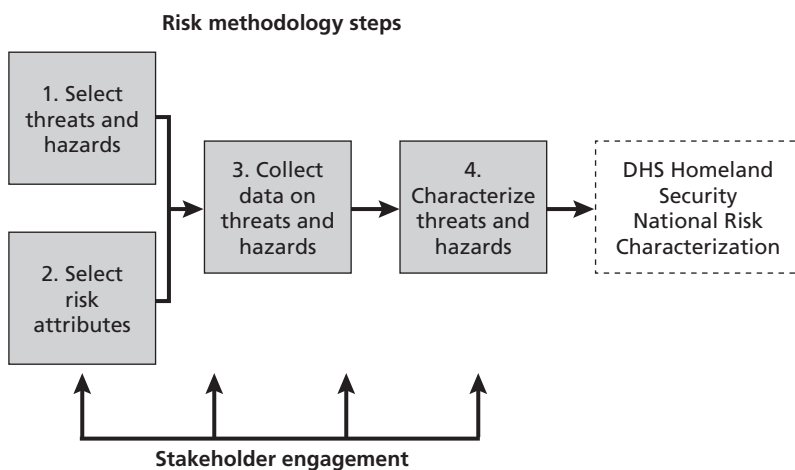 Risk methodology steps
1. Select
threats and
hazards
2. Select
risk
attributes
3. Collect
data on
threats and
hazards
4.
Characterize
threats and
hazards
DHS Homeland
Security
National Risk
Characterization
Stakeholder engagement